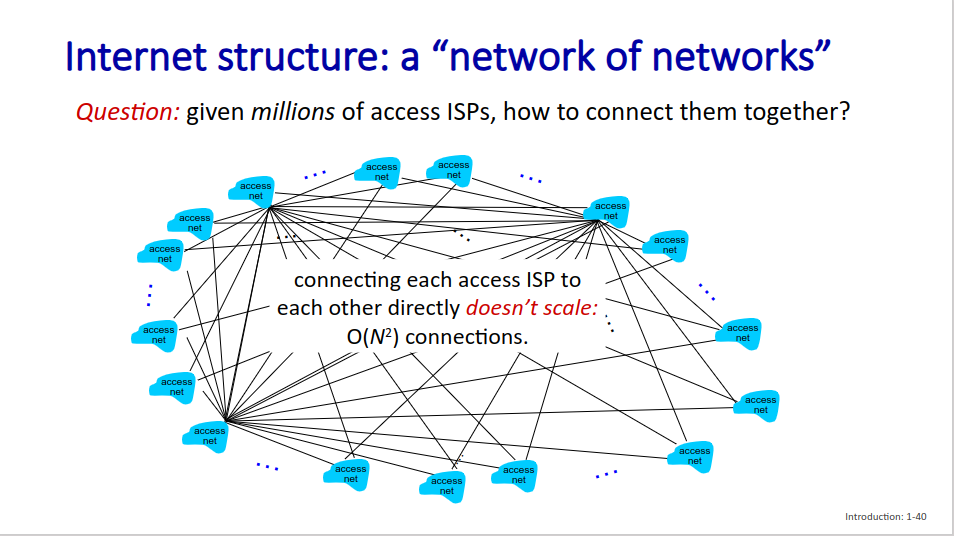 Internet structure: a “network of networks”
Question: given millions of access ISPs, how to connect them together?
access
net
access
net
access
net
access
net
access
net
access
net
access
net
access
net
connecting each access ISP to
each other directly doesn’t scale:
O(N²) connections.
access
net
access
net
access
net
access
net
access
net
access
net
access
net
access
net
access
net
Introduction: 1-40